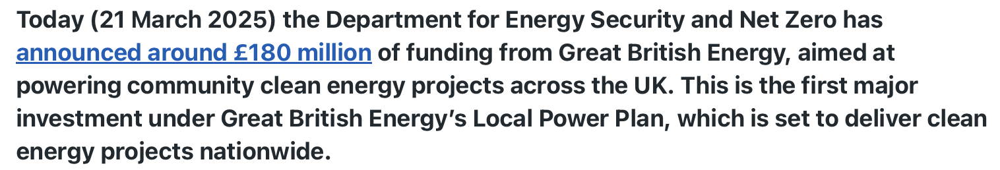 Today (21 March 2025) the Department for Energy Security and Net Zero has
announced around £180 million of funding from Great British Energy, aimed at
powering community clean energy projects across the UK. This is the first major
investment under Great British Energy’s Local Power Plan, which is set to deliver clean
energy projects nationwide.